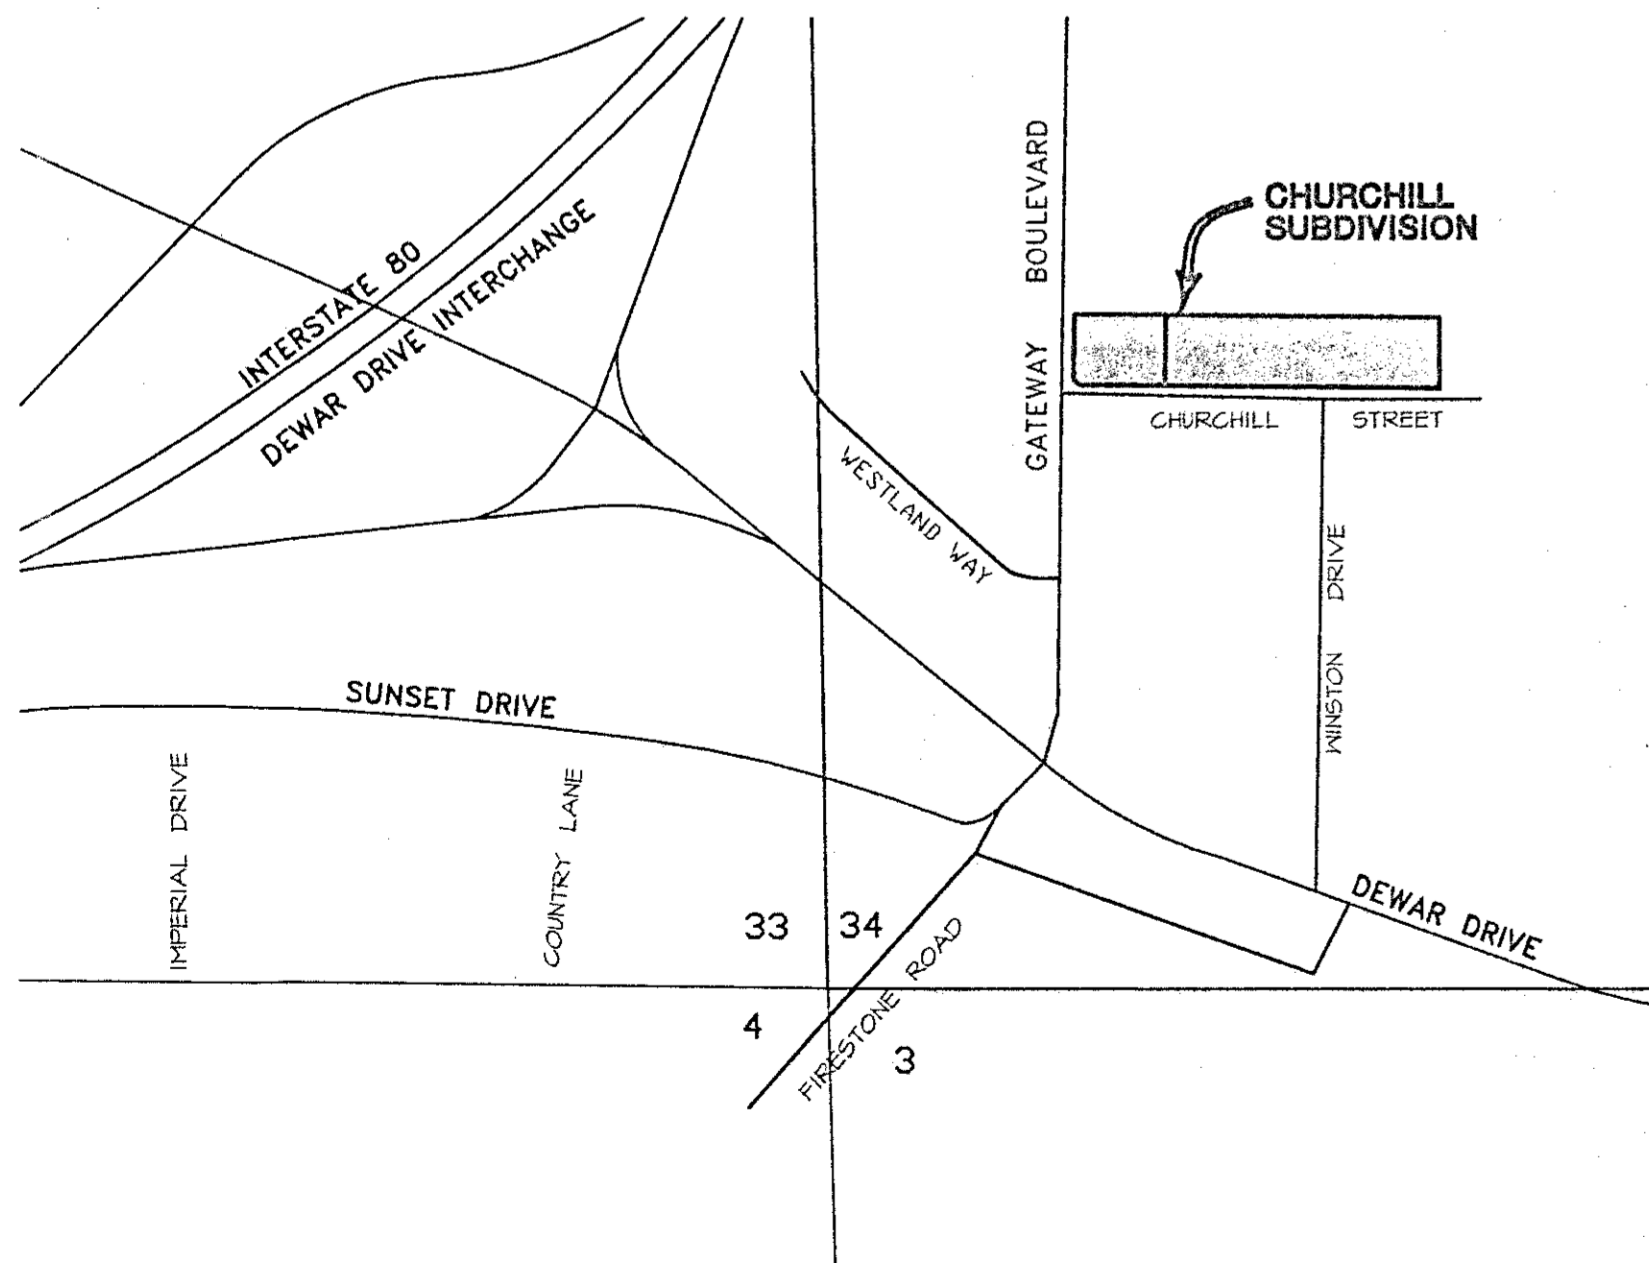 CHURCHILL
SUBDIVISION
GATEWAY BOULEVARD
INTERSTATE 80
DEWAR DRIVE INTERCHANGE
CHURCHILL STREET
WESTLAND WAY
WINSTON DRIVE
SUNSET DRIVE
IMPERIAL DRIVE
COUNTRY LANE
33
34
DEWAR DRIVE
FIRESTONE ROAD
4
3